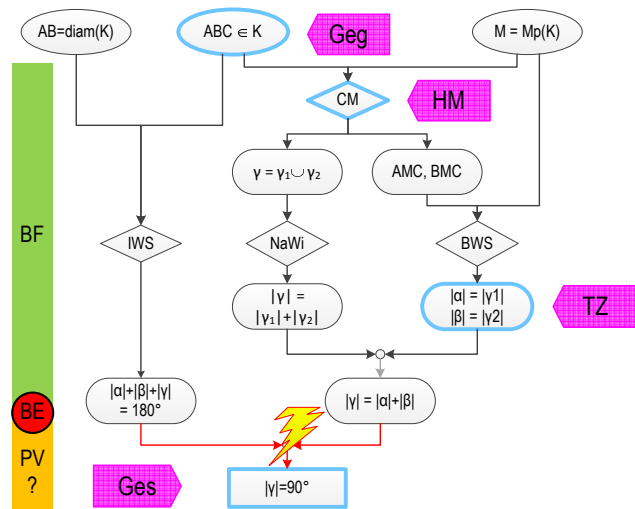 AB=diam(K)
ABC ∈ K
Geg
M = Mp(K)
CM
HM
γ = γ₁∪ γ₂
AMC, BMC
BF
IWS
NaWi
BWS
|γ| =
|γ₁|+|γ₂|
|α| = |γ1|
|β| = |γ2|
TZ
|α|+|β|+|γ|
= 180°
|γ| = |α|+|β|
BE
PV
?
Ges
|γ|=90°